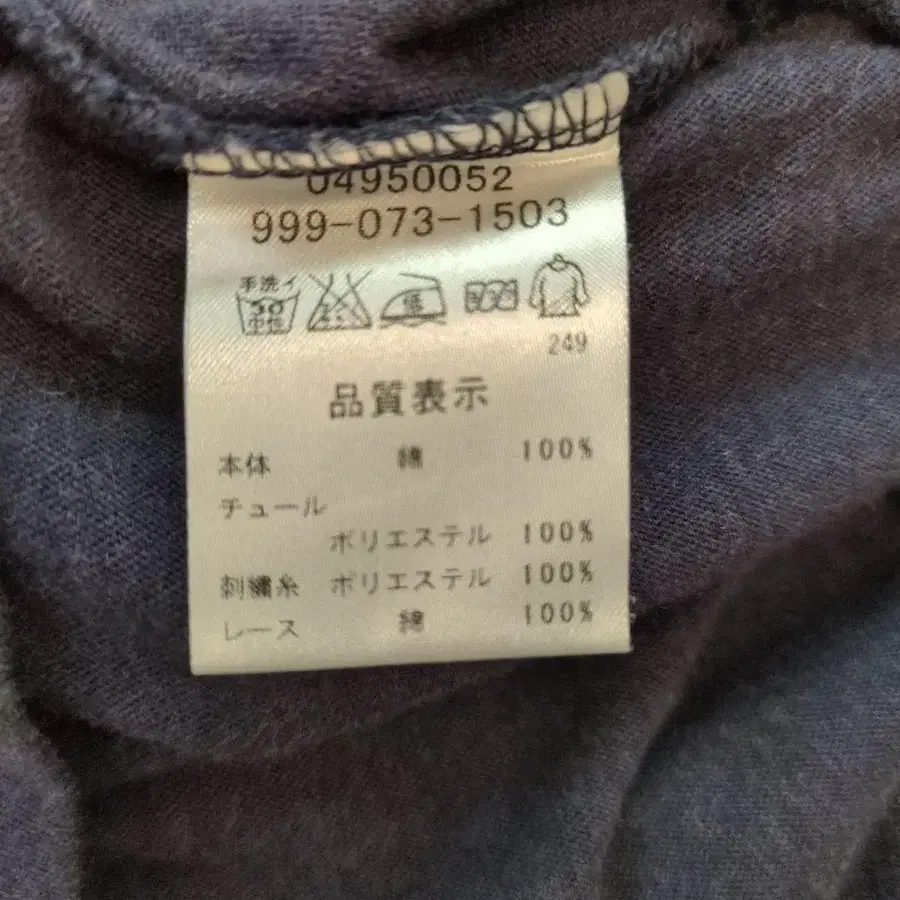 04950052
999-073-1503
手洗イ
30
中性
低
249
品質表示
本体 綿 100%
チュール
ポリエステル 100%
刺繍糸 ポリエステル 100%
レース 綿 100%